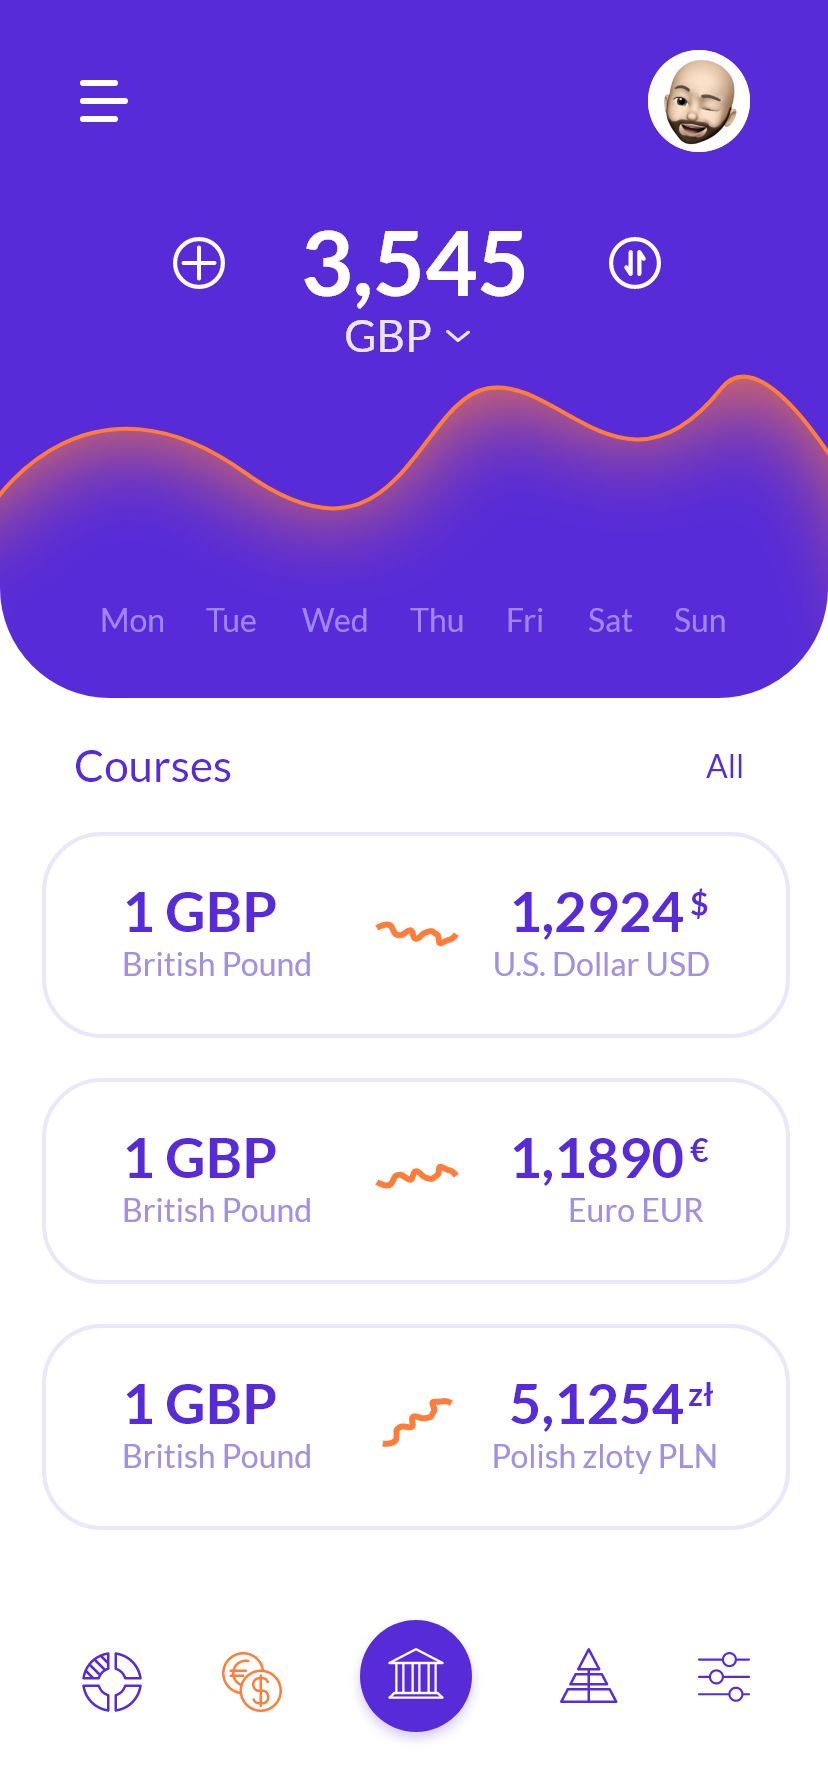 3,545
GBP
Mon Tue Wed Thu Fri Sat Sun
Courses All
1 GBP 1,2924 $
British Pound U.S. Dollar USD
1 GBP 1,1890 €
British Pound Euro EUR
1 GBP 5,1254 zł
British Pound Polish zloty PLN
€ $